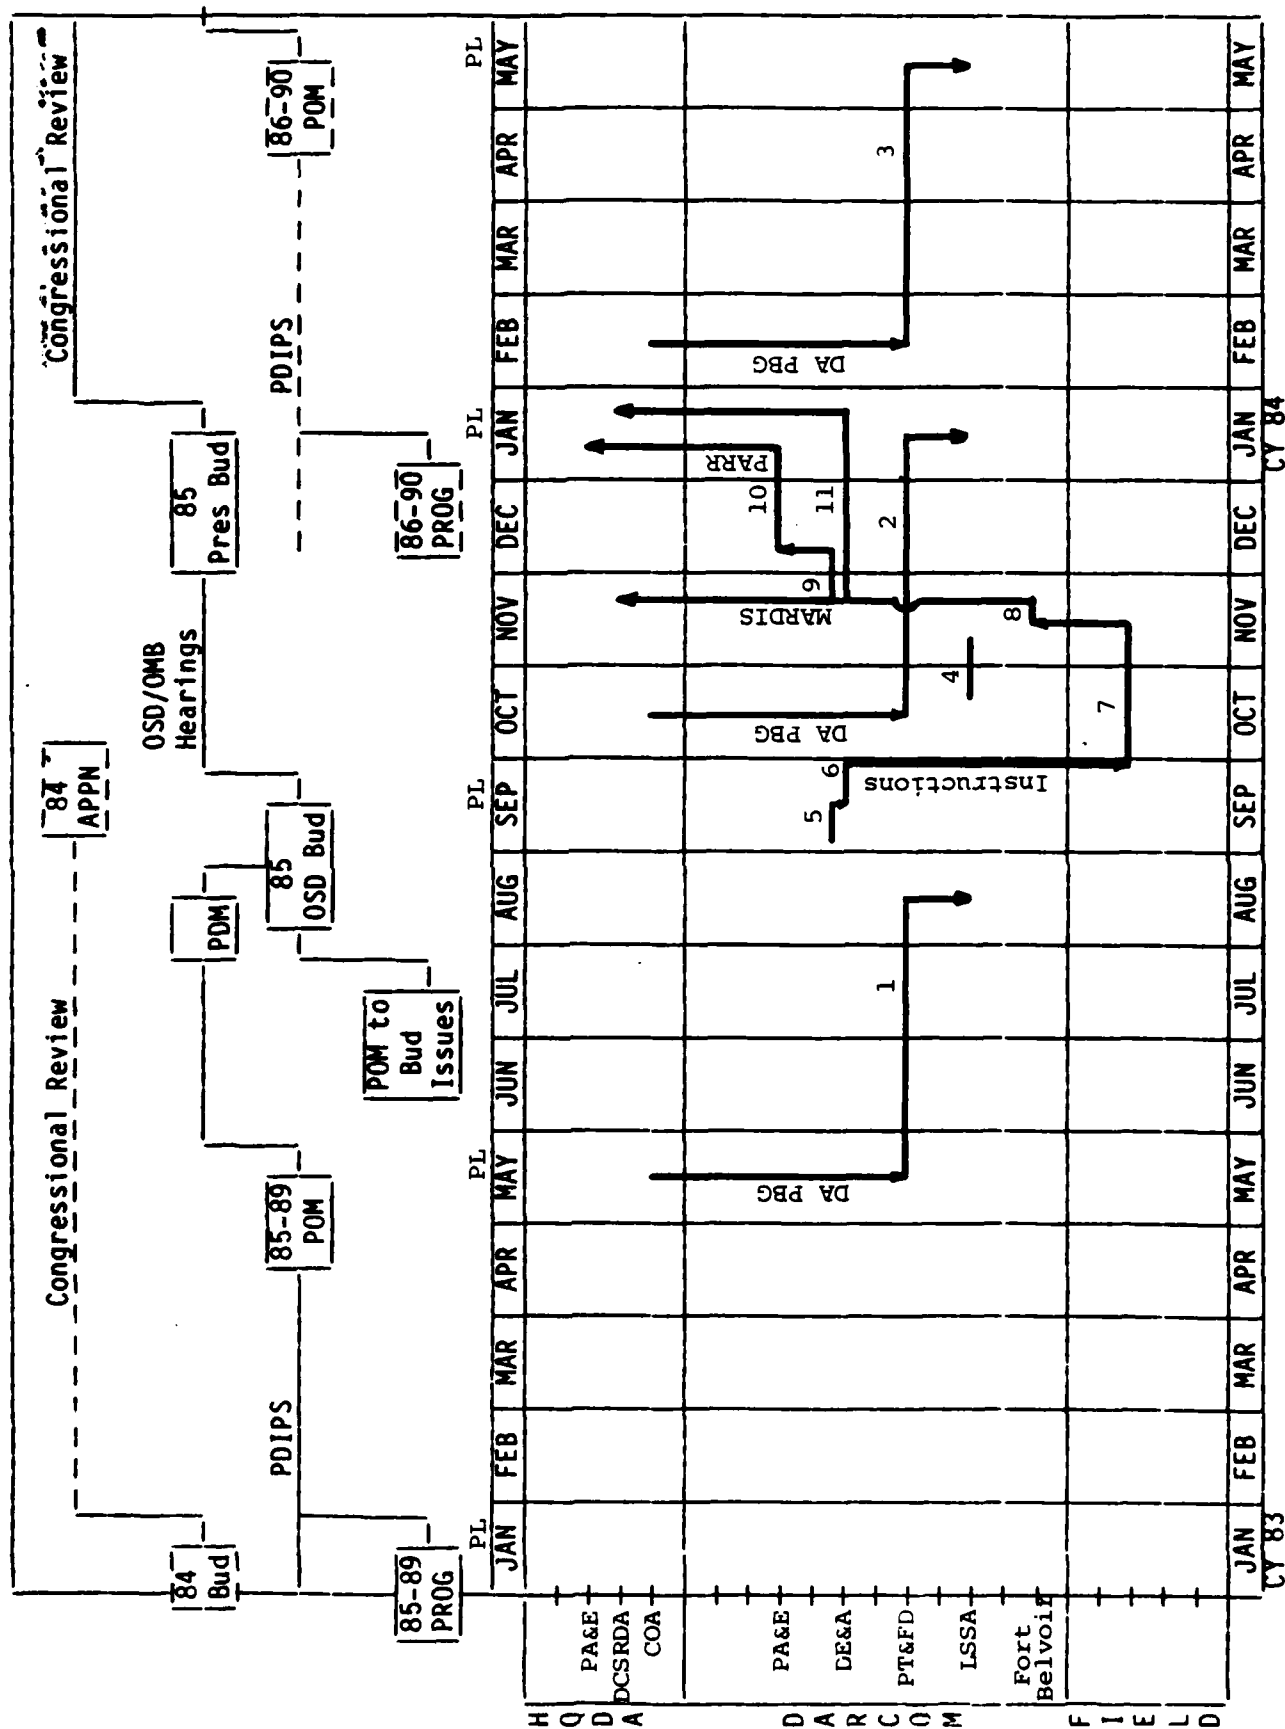 Congressional Review
Congressional Review
84
APPN
84
Bud
PDM
OSD/OMB
Hearings
85
Pres Bud
PDIPS
85-89
POM
85
OSD Bud
PDIPS
86-90
POM
85-89
PROG
POM to
Bud
Issues
86-90
PROG
PL
PL
PL
PL
PL
JAN FEB MAR APR MAY JUN JUL AUG SEP OCT NOV DEC JAN FEB MAR APR MAY
HQDA
PA&E
DCSRDA
COA
DARCOM
PA&E
DE&A
PT&FD
LSSA
Fort
Belvoir
FIELD
DA PBG
1
5
6
Instructions
DA PBG
4
7
MARDIS
8
9
10
PARR
11
2
DA PBG
3
JAN FEB MAR APR MAY JUN JUL AUG SEP OCT NOV DEC JAN FEB MAR APR MAY
CY 83
CY 84